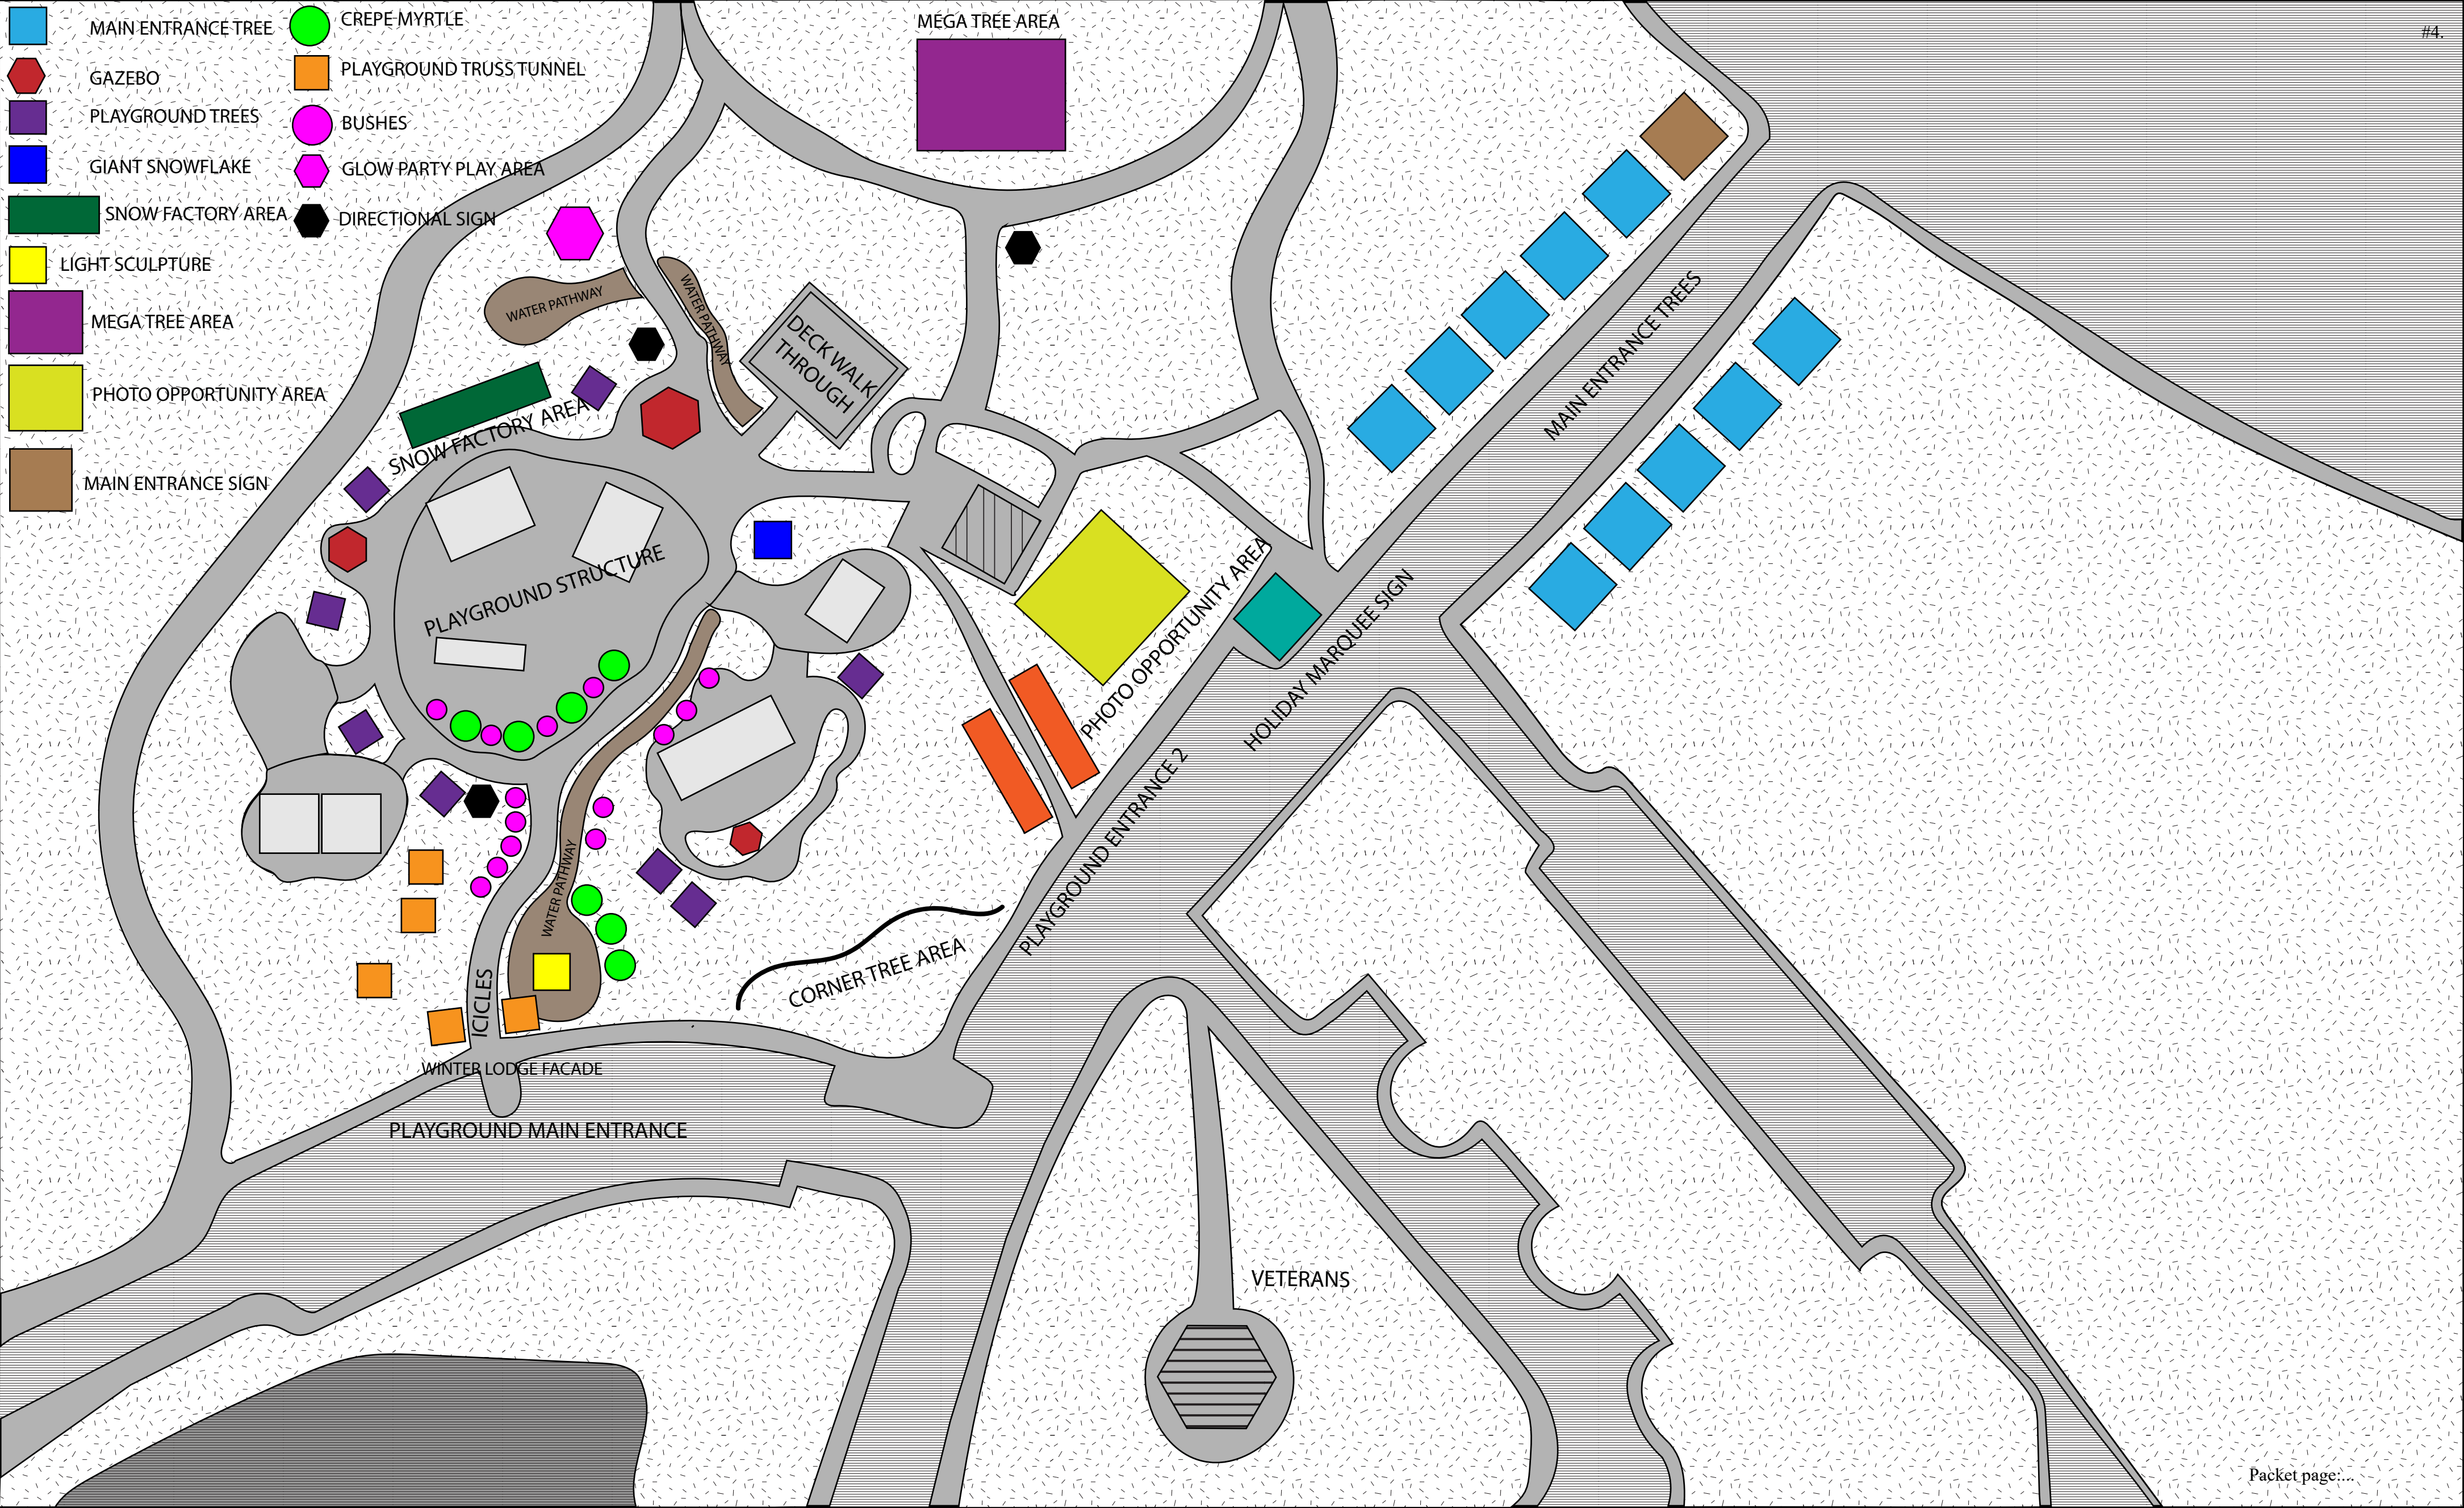 MAIN ENTRANCE TREE
GAZEBO
PLAYGROUND TREES
GIANT SNOWFLAKE
SNOW FACTORY AREA
LIGHT SCULPTURE
MEGA TREE AREA
PHOTO OPPORTUNITY AREA
MAIN ENTRANCE SIGN
CREPE MYRTLE
PLAYGROUND TRUSS TUNNEL
BUSHES
GLOW PARTY PLAY AREA
DIRECTIONAL SIGN
MEGA TREE AREA
#4.
WATER PATHWAY
WATER PATHWAY
DECK WALK
THROUGH
SNOW FACTORY AREA
MAIN ENTRANCE TREES
PLAYGROUND STRUCTURE
PHOTO OPPORTUNITY AREA
HOLIDAY MARQUEE SIGN
PLAYGROUND ENTRANCE 2
WATER PATHWAY
CORNER TREE AREA
ICICLES
WINTER LODGE FACADE
PLAYGROUND MAIN ENTRANCE
VETERANS
Packet page:...